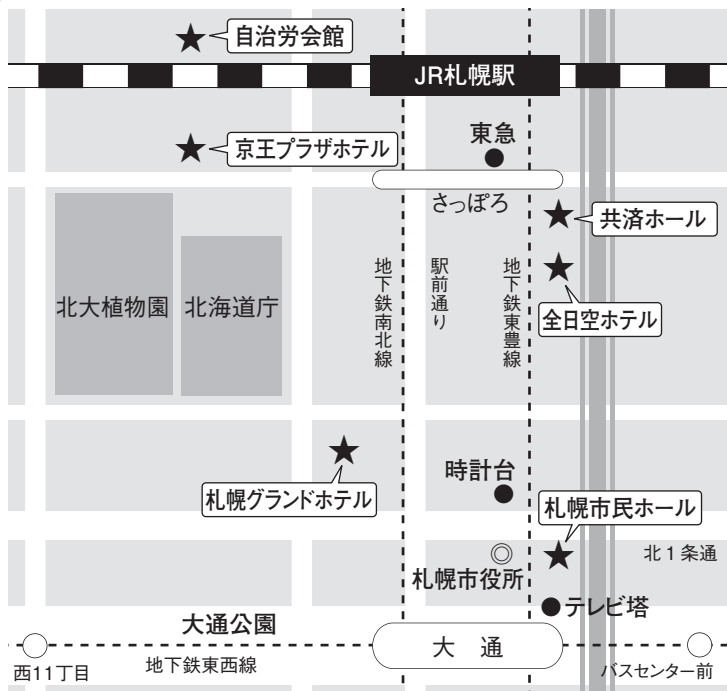 自治労会館
JR札幌駅
京王プラザホテル
東急
さっぽろ
共済ホール
全日空ホテル
北大植物園
北海道庁
地下鉄南北線
駅前通り
地下鉄東豊線
札幌グランドホテル
時計台
札幌市民ホール
北1条通
札幌市役所
テレビ塔
大通公園
大通
西11丁目
地下鉄東西線
バスセンター前